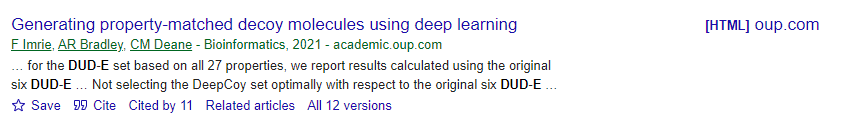 Generating property-matched decoy molecules using deep learning [HTML] oup.com
F Imrie, AR Bradley, CM Deane - Bioinformatics, 2021 - academic.oup.com
… for the DUD-E set based on all 27 properties, we report results calculated using the original
six DUD-E … Not selecting the DeepCoy set optimally with respect to the original six DUD-E …
Save Cite Cited by 11 Related articles All 12 versions